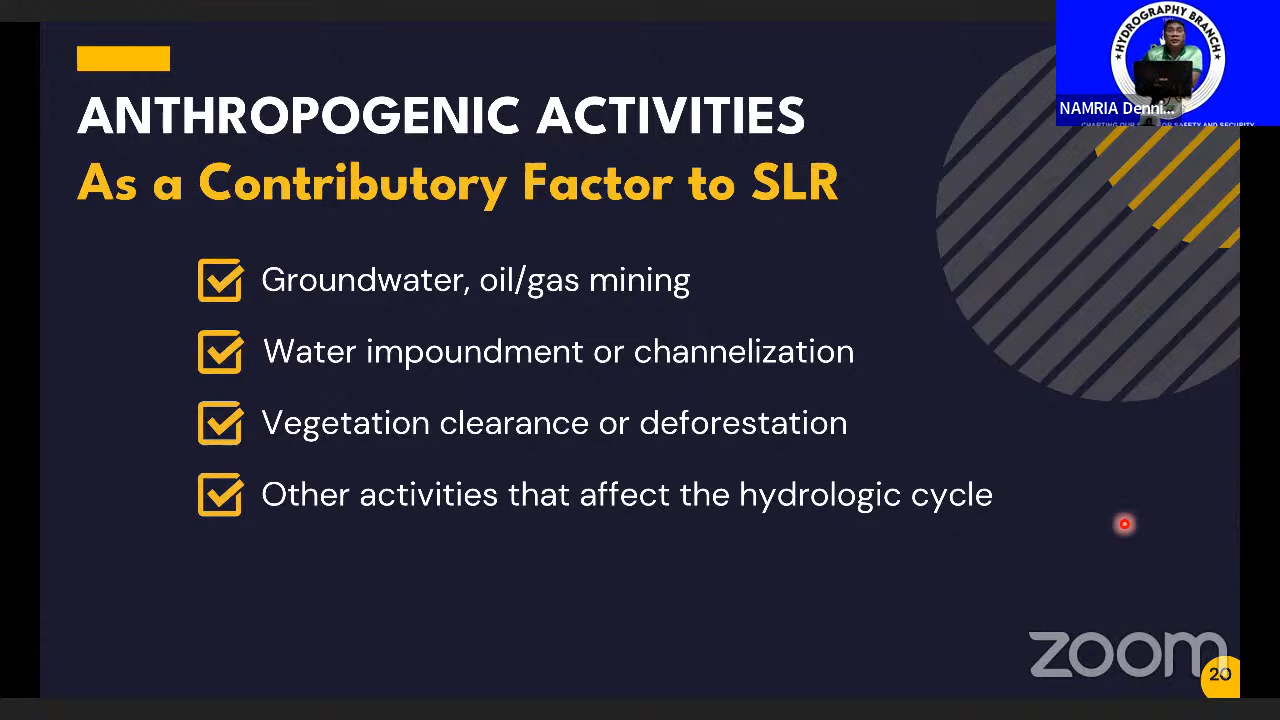 HYDROGRAPHY BRANCH
NAMRIA Denni...
ANTHROPOGENIC ACTIVITIES
As a Contributory Factor to SLR
Groundwater, oil/gas mining
Water impoundment or channelization
Vegetation clearance or deforestation
Other activities that affect the hydrologic cycle
zoom
20